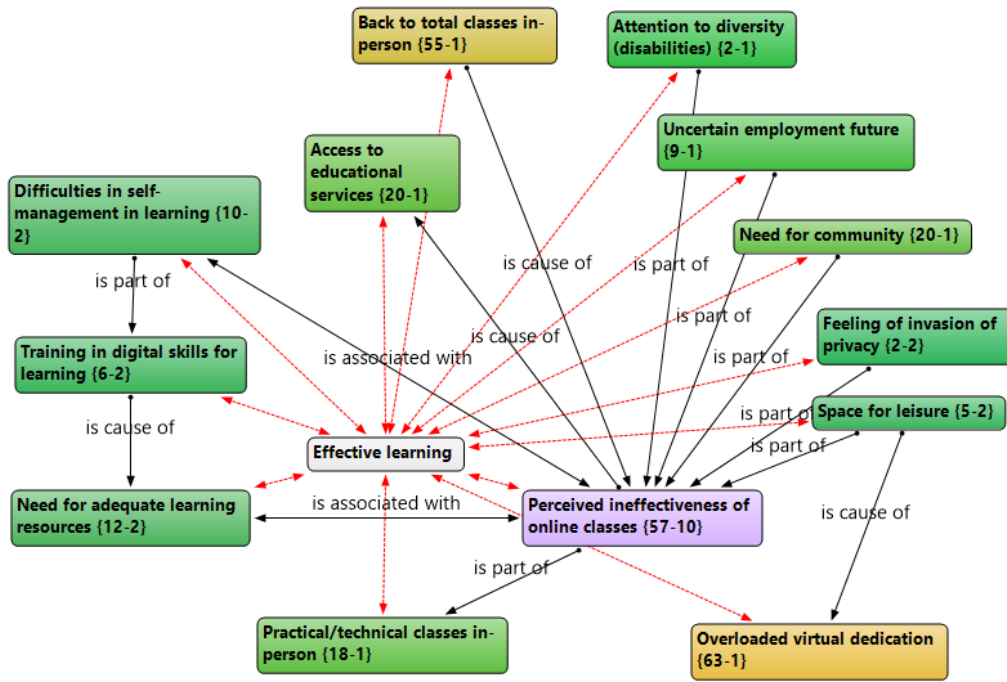 Back to total classes in-
person {55-1}
Attention to diversity
(disabilities) {2-1}
Uncertain employment future
{9-1}
Access to
educational
services {20-1}
Difficulties in self-
management in learning {10-
2}
Need for community {20-1}
is cause of
is part of
is part of
is part of
is cause of
Feeling of invasion of
privacy {2-2}
is associated with
Training in digital skills for
learning {6-2}
is part of
is part of
Space for leisure {5-2}
is cause of
is part of
Effective learning
Need for adequate learning
resources {12-2}
is associated with
Perceived ineffectiveness of
online classes {57-10}
is cause of
is part of
Practical/technical classes in-
person {18-1}
Overloaded virtual dedication
{63-1}